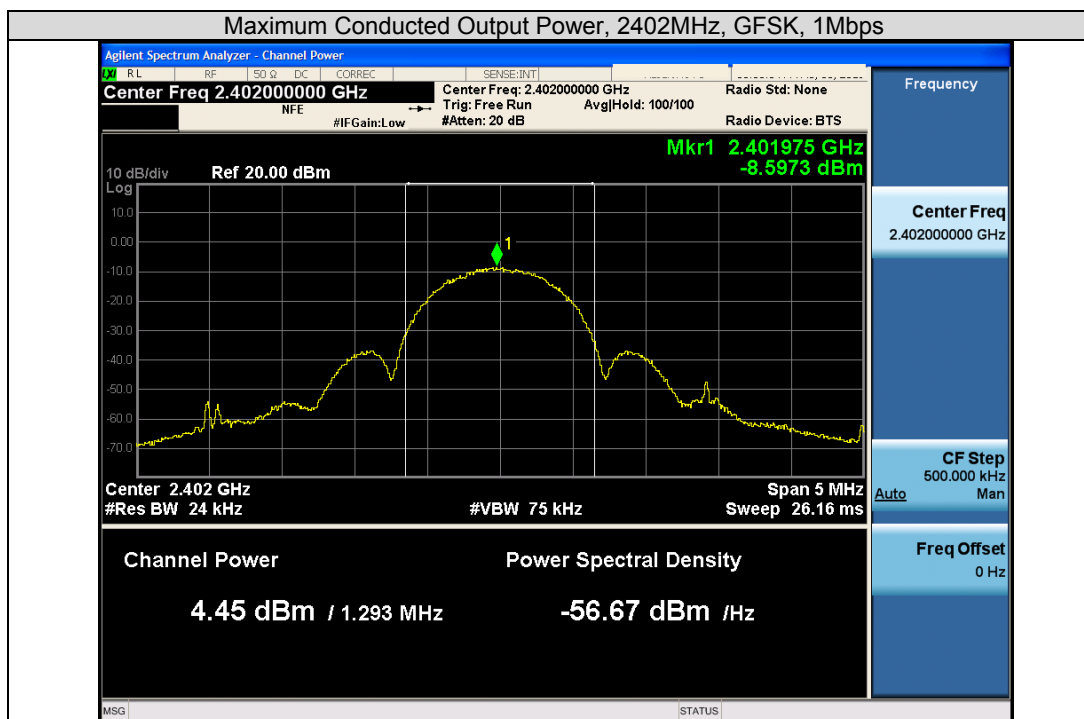 Maximum Conducted Output Power, 2402MHz, GFSK, 1Mbps
Agilent Spectrum Analyzer - Channel Power
LXI RL RF 50 Ω DC CORREC SENSE:INT
Center Freq 2.402000000 GHz
NFE
#IFGain:Low
Center Freq: 2.402000000 GHz
Trig: Free Run Avg|Hold: 100/100
#Atten: 20 dB
Radio Std: None
Radio Device: BTS
Mkr1 2.401975 GHz
-8.5973 dBm
10 dB/div Ref 20.00 dBm
Log
10.0
0.00
-10.0
-20.0
-30.0
-40.0
-50.0
-60.0
-70.0
1
Center 2.402 GHz Span 5 MHz
#Res BW 24 kHz #VBW 75 kHz Sweep 26.16 ms
Channel Power Power Spectral Density
4.45 dBm / 1.293 MHz -56.67 dBm /Hz
Frequency
Center Freq
2.402000000 GHz
CF Step
500.000 kHz
Auto Man
Freq Offset
0 Hz
MSG STATUS